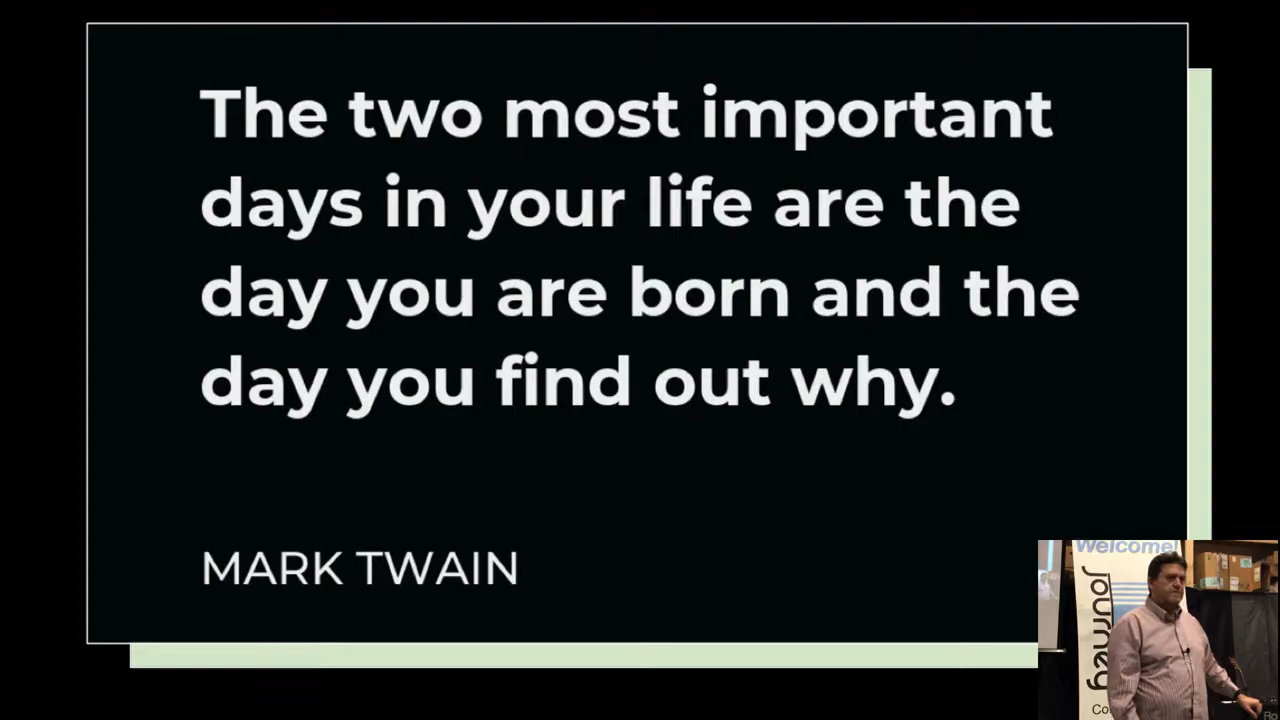 The two most important
days in your life are the
day you are born and the
day you find out why.
MARK TWAIN
Welcome!
Journey